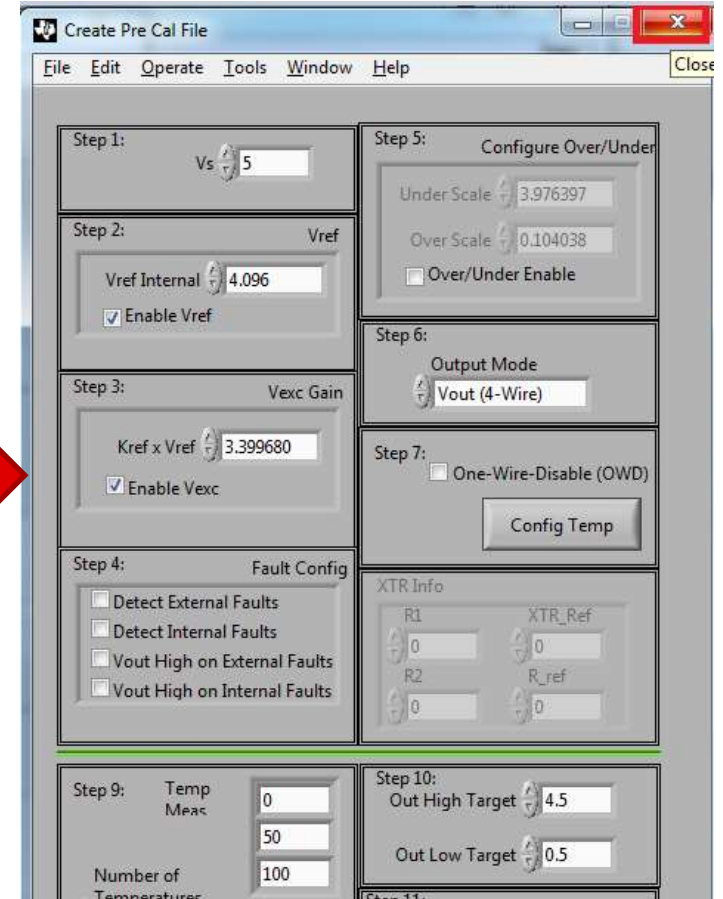 Create Pre Cal File
File Edit Operate Tools Window Help
Close
Step 1:
Vs 5
Step 2: Vref
Vref Internal 4.096
Enable Vref
Step 3: Vexc Gain
Kref x Vref 3.399680
Enable Vexc
Step 4: Fault Config
Detect External Faults
Detect Internal Faults
Vout High on External Faults
Vout High on Internal Faults
Step 5: Configure Over/Under
Under Scale 3.976397
Over Scale 0.104038
Over/Under Enable
Step 6:
Output Mode
Vout (4-Wire)
Step 7:
One-Wire-Disable (OWD)
Config Temp
XTR Info
R1 XTR_Ref
0 0
R2 R_ref
0 0
Step 9: Temp
Meas
0
50
100
Number of
Temperatures
Step 10:
Out High Target 4.5
Out Low Target 0.5
Step 11: